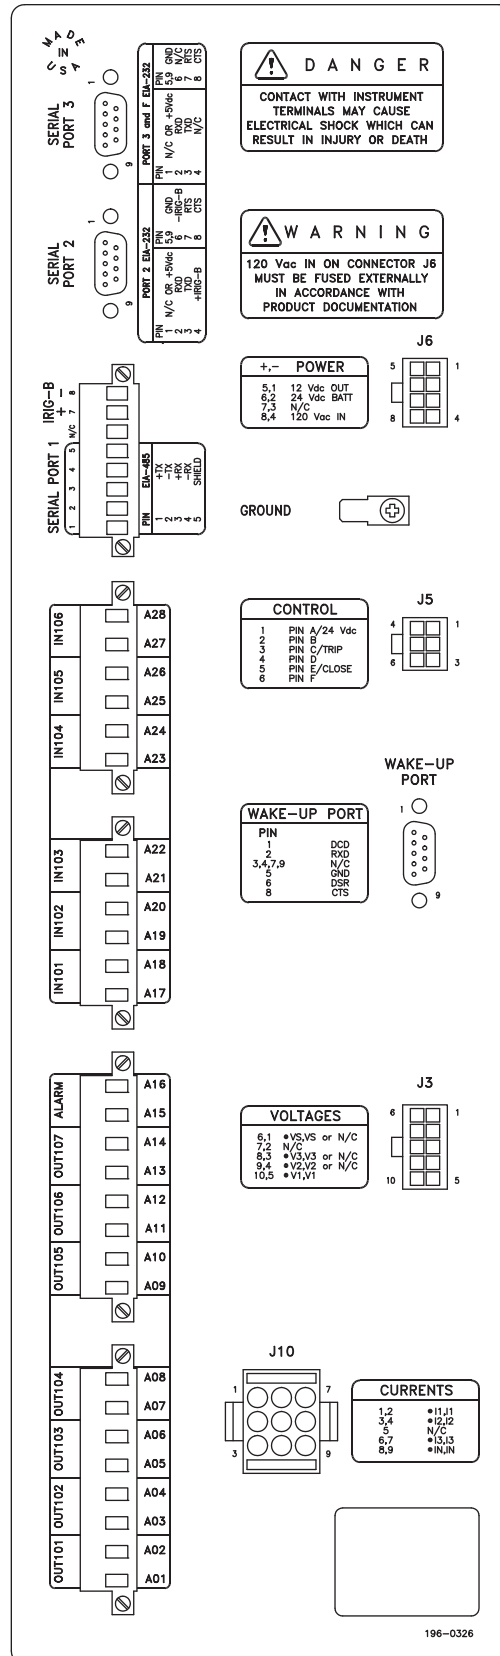 MADE
IN
USA
SERIAL
PORT 3
1
9
PORT 3 and F EIA-232
PIN PIN
1 N/C OR +5Vdc 5,9 GND
2 RXD 6 N/C
3 TXD 7 RTS
4 N/C 8 CTS
SERIAL
PORT 2
1
9
PORT 2 EIA-232
PIN PIN
1 N/C OR +5Vdc 5,9 GND
2 RXD 6 -IRIG-B
3 TXD 7 RTS
4 +IRIG-B 8 CTS
DANGER
CONTACT WITH INSTRUMENT
TERMINALS MAY CAUSE
ELECTRICAL SHOCK WHICH CAN
RESULT IN INJURY OR DEATH
WARNING
120 Vac IN ON CONNECTOR J6
MUST BE FUSED EXTERNALLY
IN ACCORDANCE WITH
PRODUCT DOCUMENTATION
SERIAL PORT 1 IRIG-B
+ -
1 2 3 4 5 N/C 7 8
PIN EIA-485
1 +TX
2 -TX
3 +RX
4 -RX
5 SHIELD
+,- POWER
5,1 12 Vdc OUT
6,2 24 Vdc BATT
7,3 N/C
8,4 120 Vac IN
J6
5 1
8 4
GROUND
IN106
A28
A27
IN105
A26
A25
IN104
A24
A23
CONTROL
1 PIN A/24 Vdc
2 PIN B
3 PIN C/TRIP
4 PIN D
5 PIN E/CLOSE
6 PIN F
J5
4 1
6 3
WAKE-UP
PORT
1
9
WAKE-UP PORT
PIN
1 DCD
2 RXD
3,4,7,9 N/C
5 GND
6 DSR
8 CTS
IN103
A22
A21
IN102
A20
A19
IN101
A18
A17
ALARM
A16
A15
OUT107
A14
A13
OUT106
A12
A11
OUT105
A10
A09
VOLTAGES
6,1 •VS,VS or N/C
7,2 N/C
8,3 •V3,V3 or N/C
9,4 •V2,V2 or N/C
10,5 •V1,V1
J3
6 1
10 5
OUT104
A08
A07
OUT103
A06
A05
OUT102
A04
A03
OUT101
A02
A01
J10
1 7
3 9
CURRENTS
1,2 •I1,I1
3,4 •I2,I2
5 N/C
6,7 •I3,I3
8,9 •IN,IN
196-0326